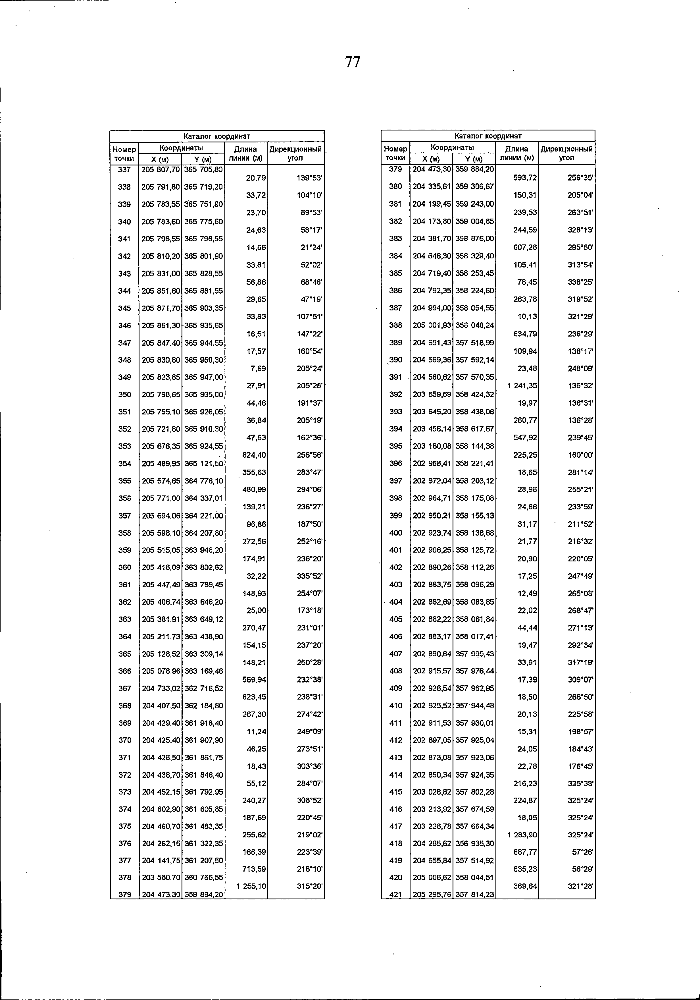 77
Каталог координат
Номер точки Координаты Длина линии (м) Дирекционный угол
X (м) Y (м)
337 205 807,70 365 705,80
20,79 139°53'
338 205 791,80 365 719,20
33,72 104°10'
339 205 783,55 365 751,90
23,70 89°53'
340 205 783,60 365 775,60
24,63 58°17'
341 205 796,55 365 796,55
14,66 21°24'
342 205 810,20 365 801,90
33,81 52°02'
343 205 831,00 365 828,55
56,86 68°46'
344 205 851,60 365 881,55
29,65 47°19'
345 205 871,70 365 903,35
33,93 107°51'
346 205 861,30 365 935,65
16,51 147°22'
347 205 847,40 365 944,55
17,57 160°54'
348 205 830,80 365 950,30
7,69 205°24'
349 205 823,85 365 947,00
27,91 205°28'
350 205 798,65 365 935,00
44,46 191°37'
351 205 755,10 365 926,05
36,84 205°19'
352 205 721,80 365 910,30
47,63 162°36'
353 205 676,35 365 924,55
824,40 256°56'
354 205 489,95 365 121,50
355,63 283°47'
355 205 574,65 364 776,10
480,99 294°06'
356 205 771,00 364 337,01
139,21 236°27'
357 205 694,06 364 221,00
96,86 187°50'
358 205 598,10 364 207,80
272,56 252°16'
359 205 515,05 363 948,20
174,91 236°20'
360 205 418,09 363 802,62
32,22 335°52'
361 205 447,49 363 789,45
148,93 254°07'
362 205 406,74 363 646,20
25,00 173°18'
363 205 381,91 363 649,12
270,47 231°01'
364 205 211,73 363 438,90
154,15 237°20'
365 205 128,52 363 309,14
148,21 250°28'
366 205 078,96 363 169,46
569,94 232°38'
367 204 733,02 362 716,52
623,45 238°31'
368 204 407,50 362 184,80
267,30 274°42'
369 204 429,40 361 918,40
11,24 249°09'
370 204 425,40 361 907,90
46,25 273°51'
371 204 428,50 361 861,75
18,43 303°36'
372 204 438,70 361 846,40
55,12 284°07'
373 204 452,15 361 792,95
240,27 308°52'
374 204 602,90 361 605,85
187,69 220°45'
375 204 460,70 361 483,35
255,62 219°02'
376 204 262,15 361 322,35
166,39 223°39'
377 204 141,75 361 207,50
713,59 218°10'
378 203 580,70 360 766,55
1 255,10 315°20'
379 204 473,30 359 884,20
Каталог координат
Номер точки Координаты Длина линии (м) Дирекционный угол
X (м) Y (м)
379 204 473,30 359 884,20
593,72 256°35'
380 204 335,61 359 306,67
150,31 205°04'
381 204 199,45 359 243,00
239,53 263°51'
382 204 173,80 359 004,85
244,59 328°13'
383 204 381,70 358 876,00
607,28 295°50'
384 204 646,30 358 329,40
105,41 313°54'
385 204 719,40 358 253,45
78,45 338°25'
386 204 792,35 358 224,60
263,78 319°52'
387 204 994,00 358 054,55
10,13 321°29'
388 205 001,93 358 048,24
634,79 236°29'
389 204 651,43 357 518,99
109,94 138°17'
390 204 569,36 357 592,14
23,48 248°09'
391 204 560,62 357 570,35
1 241,35 136°32'
392 203 659,69 358 424,32
19,97 136°31'
393 203 645,20 358 438,06
260,77 136°28'
394 203 456,14 358 617,67
547,92 239°45'
395 203 180,08 358 144,38
225,25 160°00'
396 202 968,41 358 221,41
18,65 281°14'
397 202 972,04 358 203,12
28,98 255°21'
398 202 964,71 358 175,08
24,66 233°59'
399 202 950,21 358 155,13
31,17 211°52'
400 202 923,74 358 138,68
21,77 216°32'
401 202 906,25 358 125,72
20,90 220°05'
402 202 890,26 358 112,26
17,25 247°49'
403 202 883,75 358 096,29
12,49 265°08'
404 202 882,69 358 083,85
22,02 268°47'
405 202 882,22 358 061,84
44,44 271°13'
406 202 883,17 358 017,41
19,47 292°34'
407 202 890,64 357 999,43
33,91 317°19'
408 202 915,57 357 976,44
17,39 309°07'
409 202 926,54 357 962,95
18,50 266°50'
410 202 925,52 357 944,48
20,13 225°58'
411 202 911,53 357 930,01
15,31 198°57'
412 202 897,05 357 925,04
24,05 184°43'
413 202 873,08 357 923,06
22,78 176°45'
414 202 850,34 357 924,35
216,23 325°38'
415 203 028,82 357 802,28
224,87 325°24'
416 203 213,92 357 674,59
18,05 325°24'
417 203 228,78 357 664,34
1 283,90 325°24'
418 204 285,62 356 935,30
687,77 57°26'
419 204 655,84 357 514,92
635,23 56°29'
420 205 006,62 358 044,51
369,64 321°28'
421 205 295,76 357 814,23